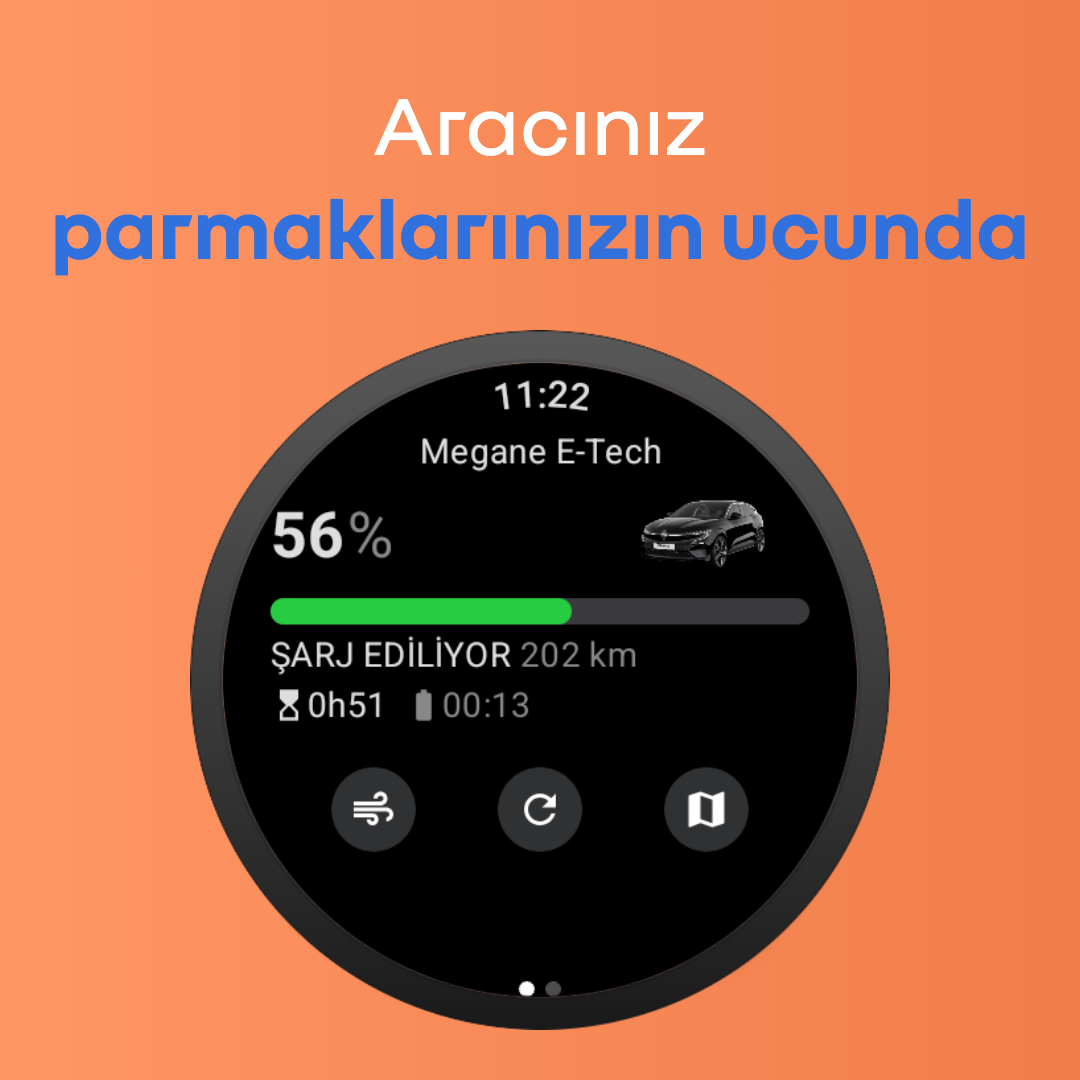 Aracınız
parmaklarınızın ucunda
11:22
Megane E-Tech
56%
ŞARJ EDİLİYOR 202 km
0h51 00:13